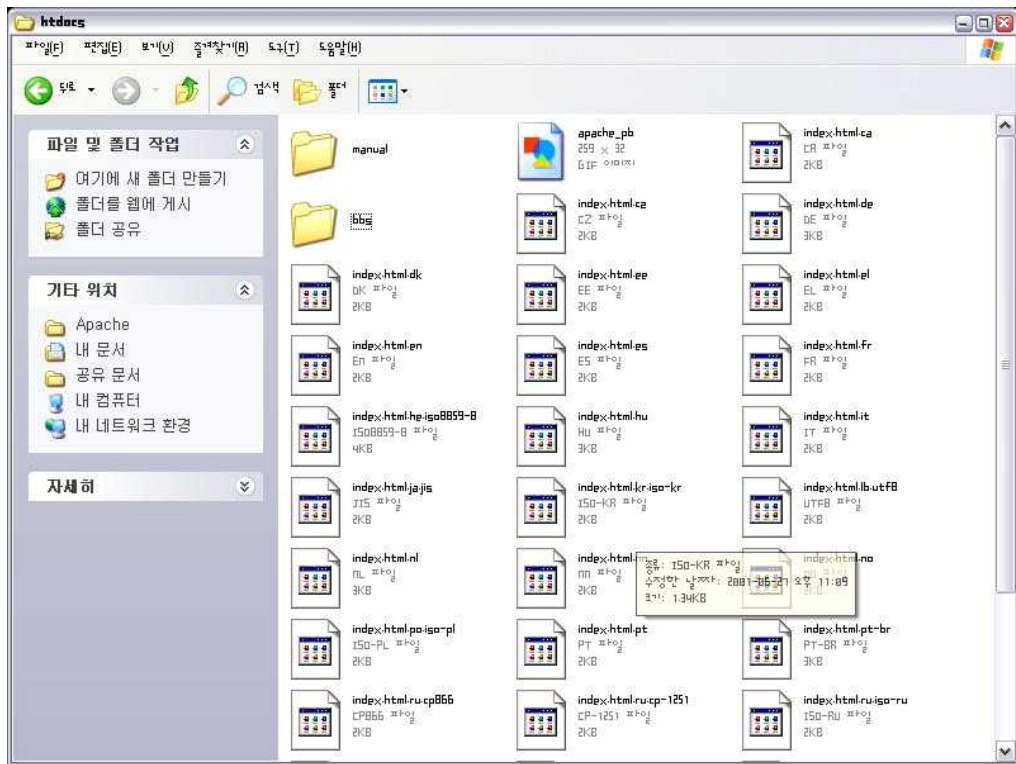 htdocs
파일(F) 편집(E) 보기(V) 즐겨찾기(A) 도구(T) 도움말(H)
뒤로 검색 폴더
파일 및 폴더 작업
여기에 새 폴더 만들기
폴더를 웹에 게시
폴더 공유
기타 위치
Apache
내 문서
공유 문서
내 컴퓨터
내 네트워크 환경
자세히
manual
apache_pb
259 x 32
GIF 이미지
index.html.ca
CA 파일
2KB
bbs
index.html.cz
CZ 파일
2KB
index.html.de
DE 파일
3KB
index.html.dk
DK 파일
2KB
index.html.ee
EE 파일
2KB
index.html.el
EL 파일
2KB
index.html.en
EN 파일
2KB
index.html.es
ES 파일
2KB
index.html.fr
FR 파일
2KB
index.html.he.iso8859-8
ISO8859-8 파일
4KB
index.html.hu
HU 파일
3KB
index.html.it
IT 파일
2KB
index.html.ja.jis
JIS 파일
2KB
index.html.kr.iso-kr
ISO-KR 파일
2KB
index.html.lb.utf8
UTF8 파일
2KB
index.html.nl
NL 파일
3KB
index.html.nn
NN 파일
2KB
index.html.no
종류: ISO-KR 파일
수정한 날짜: 2001-06-27 오후 11:09
크기: 1.34KB
index.html.po.iso-pl
ISO-PL 파일
2KB
index.html.pt
PT 파일
2KB
index.html.pt-br
PT-BR 파일
3KB
index.html.ru.cp866
CP866 파일
2KB
index.html.ru.cp-1251
CP-1251 파일
2KB
index.html.ru.iso-ru
ISO-RU 파일
2KB